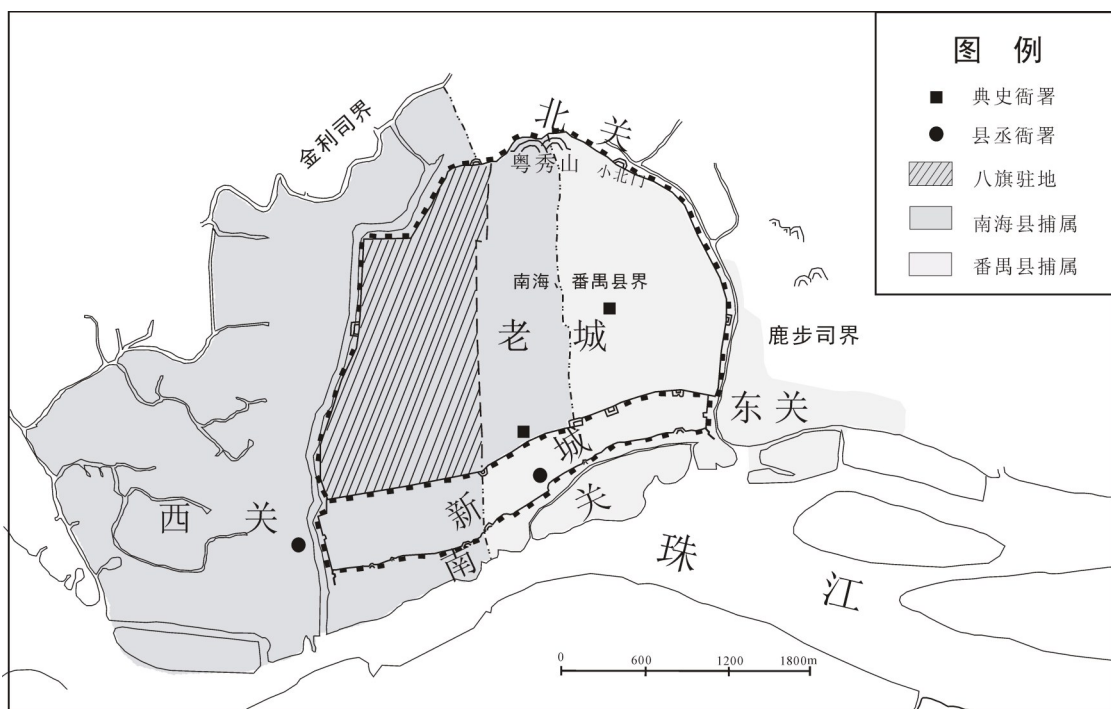 图 例
典史衙署
县丞衙署
八旗驻地
南海县捕属
番禺县捕属
北关
金利司界
粤秀山
小北门
南海 番禺县界
老城
鹿步司界
东关
新城
西关
南关
珠江
0 600 1200 1800m